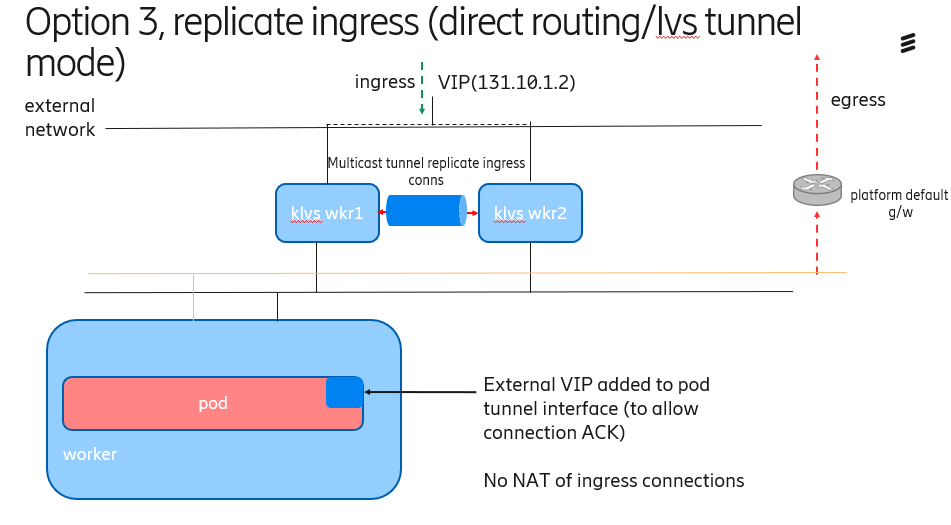 Option 3, replicate ingress (direct routing/lvs tunnel
mode)
ingress
VIP(131.10.1.2)
external
network
egress
Multicast tunnel replicate ingress
conns
klvs wkr1
klvs wkr2
platform default
g/w
External VIP added to pod
tunnel interface (to allow
connection ACK)
pod
worker
No NAT of ingress connections